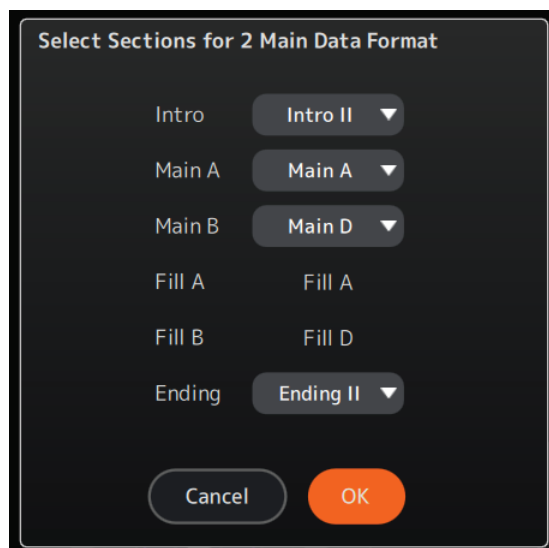 Select Sections for 2 Main Data Format
Intro Intro II
Main A Main A
Main B Main D
Fill A Fill A
Fill B Fill D
Ending Ending II
Cancel OK